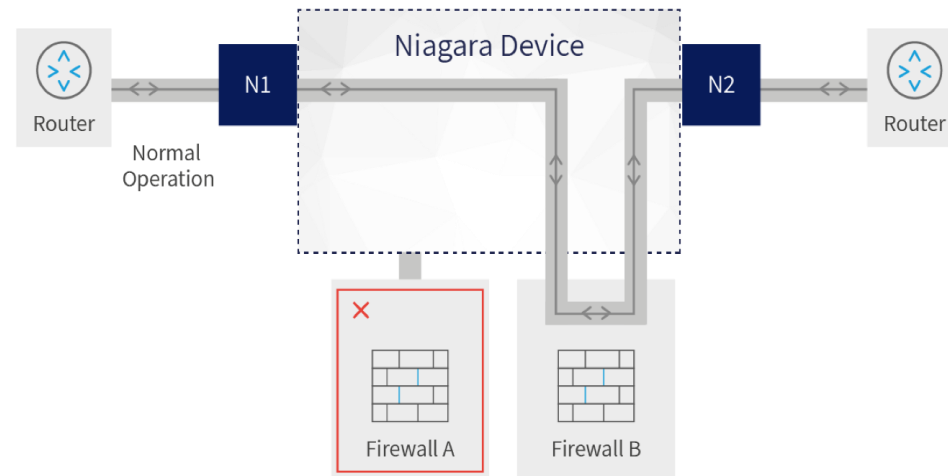 Niagara Device
N1
N2
Router
Router
Normal
Operation
Firewall A
Firewall B